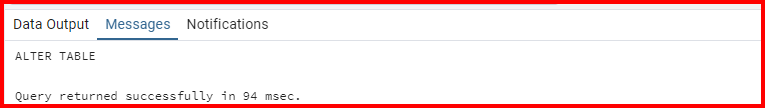 Data Output Messages Notifications
ALTER TABLE
Query returned successfully in 94 msec.